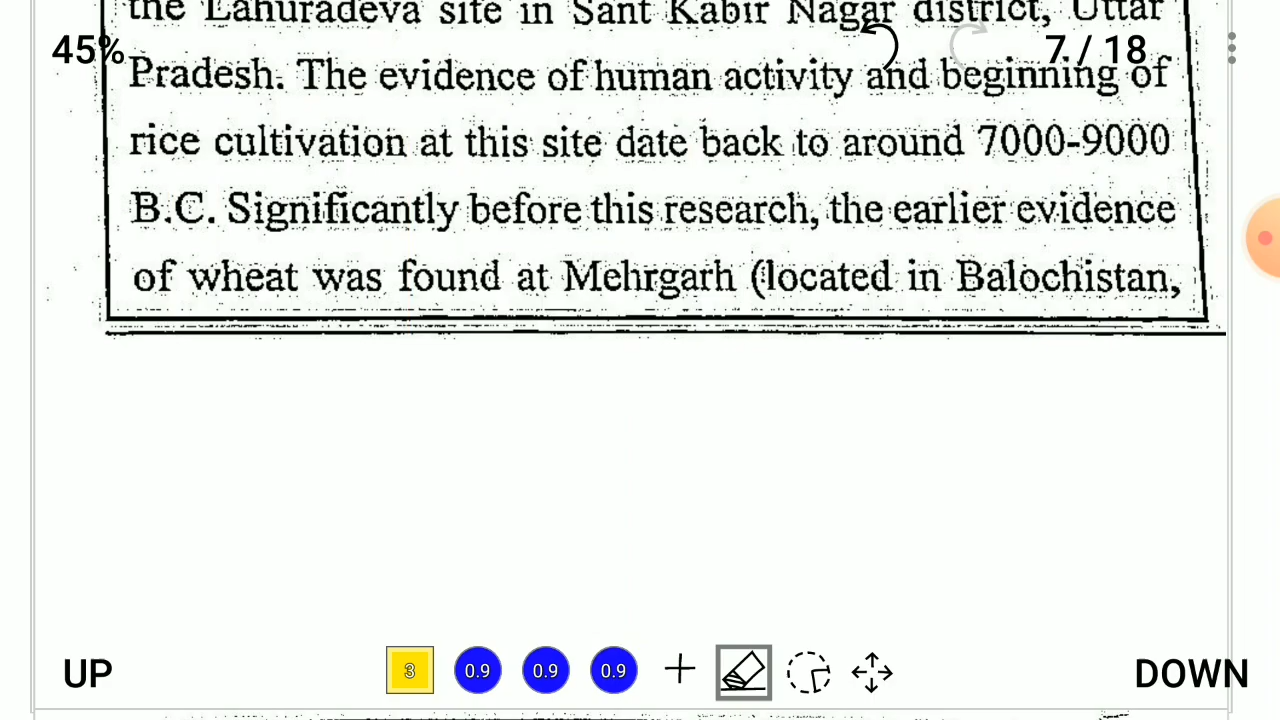 the Lahuradeva site in Sant Kabir Nagar district, Uttar
45%
7 / 18
Pradesh. The evidence of human activity and beginning of
rice cultivation at this site date back to around 7000-9000
B.C. Significantly before this research, the earlier evidence
of wheat was found at Mehrgarh (located in Balochistan,
UP
3
0.9
0.9
0.9
DOWN